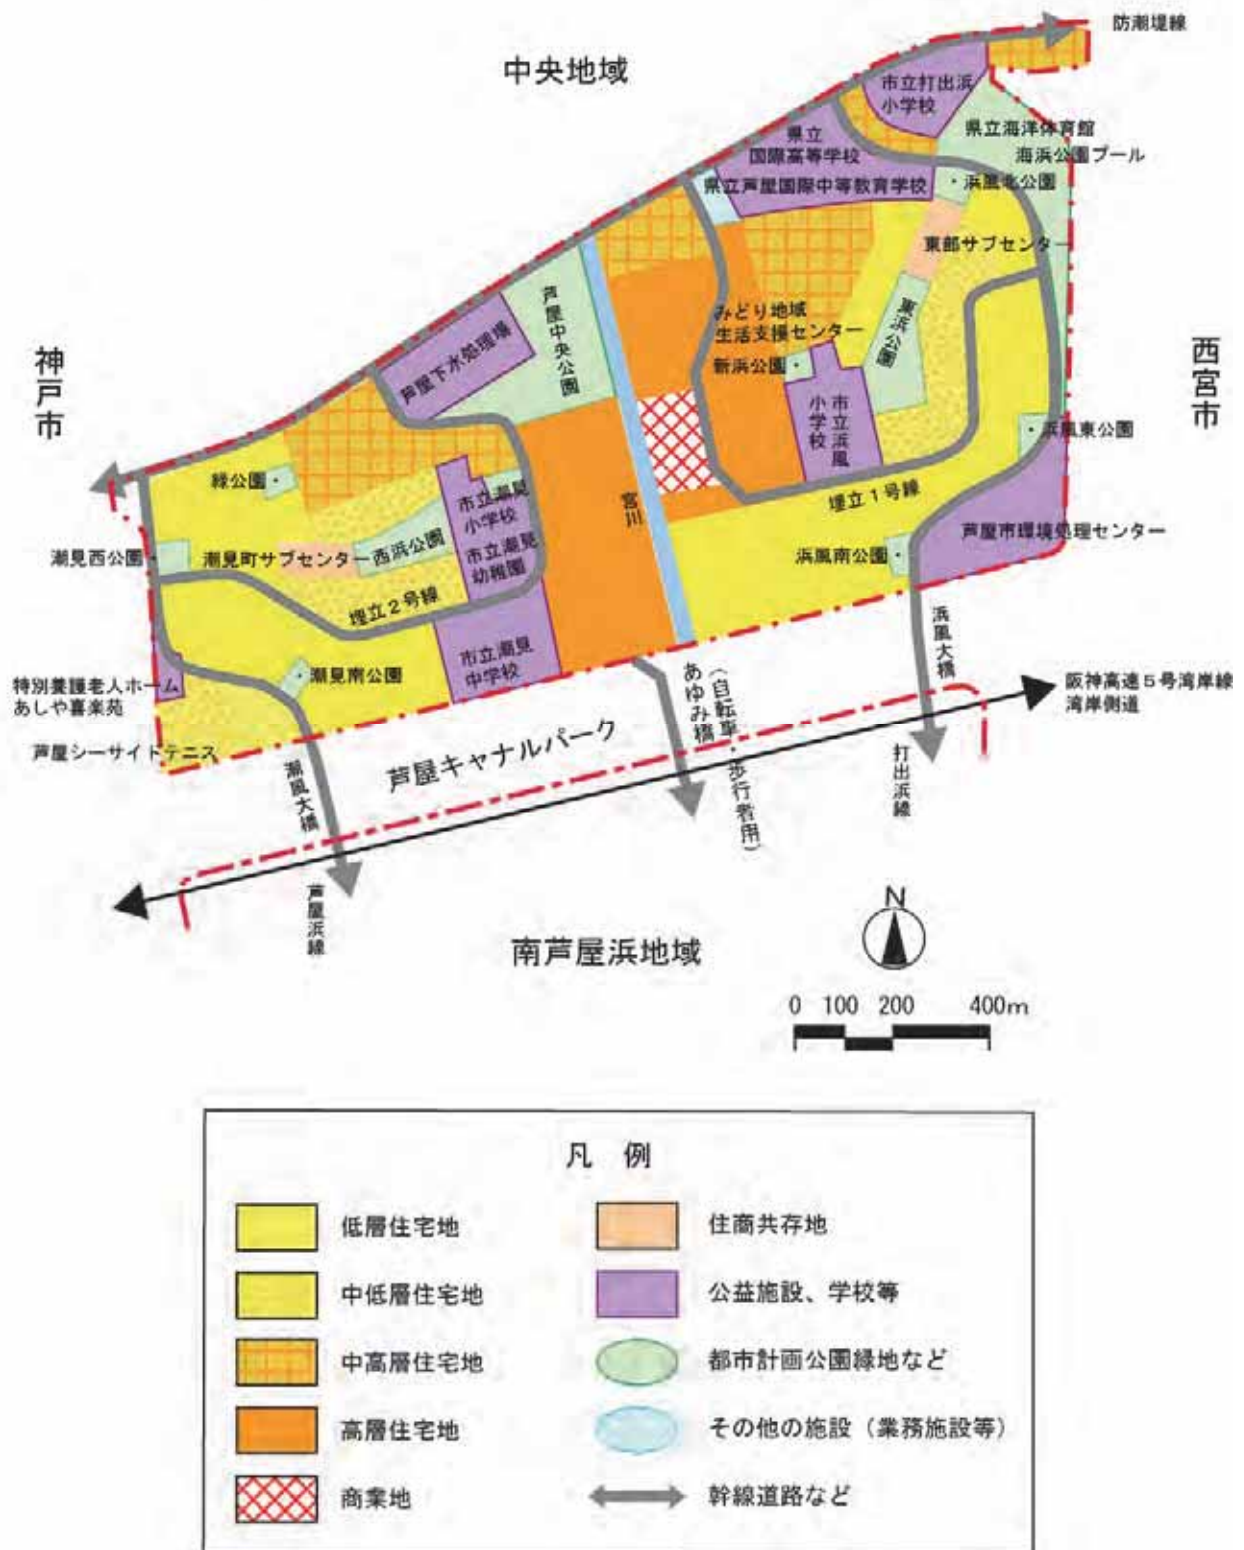 防潮堤線
中央地域
市立打出浜
小学校
県立
国際高等学校
県立海洋体育館
海浜公園プール
県立芦屋国際中等教育学校
浜風北公園
東部サブセンター
芦屋中央公園
東浜公園
みどり地域
生活支援センター
新浜公園
芦屋下水処理場
神戸市
西宮市
市立浜風
小学校
浜風東公園
緑公園
市立潮見
小学校
宮川
埋立1号線
芦屋市環境処理センター
潮見西公園
潮見町サブセンター
西浜公園
市立潮見
幼稚園
浜風南公園
埋立2号線
市立潮見
中学校
浜風大橋
特別養護老人ホーム
あしや喜楽苑
潮見南公園
あゆみ橋
(自転車・歩行者用)
阪神高速5号湾岸線
湾岸側道
芦屋シーサイドテニス
芦屋キャナルパーク
潮風大橋
打出浜線
芦屋浜線
南芦屋浜地域
N
0 100 200 400m
凡 例
低層住宅地
中低層住宅地
中高層住宅地
高層住宅地
商業地
住商共存地
公益施設、学校等
都市計画公園緑地など
その他の施設(業務施設等)
幹線道路など